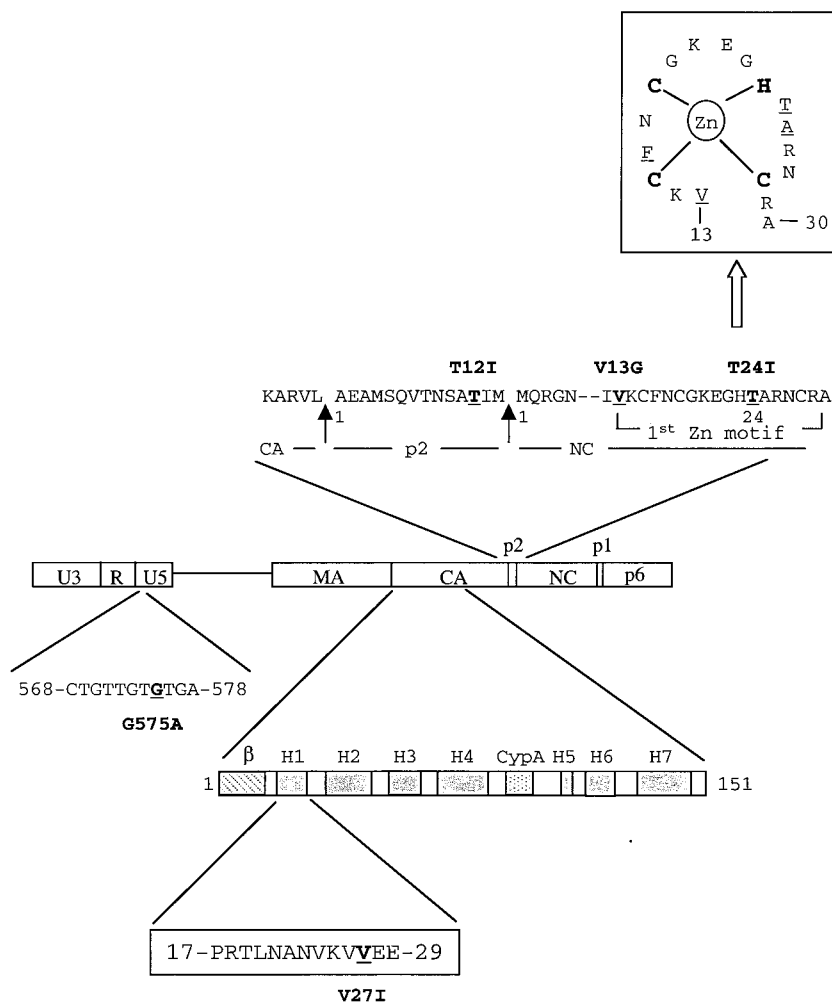 K E
G G
C H
T
N Zn A
F R
C C N
K V R
A — 30
13
T12I V13G T24I
KARVL AEAMSQVTNSATIM MQRGN--IVKCFNCGKEGHTARNCRA
1 1 24
1st Zn motif
CA p2 NC
p2 p1
U3 R U5 MA CA NC p6
568-CTGTTGTGTGA-578
G575A
β H1 H2 H3 H4 CypA H5 H6 H7
1 151
17-PRTLNANVKVVEE-29
V27I